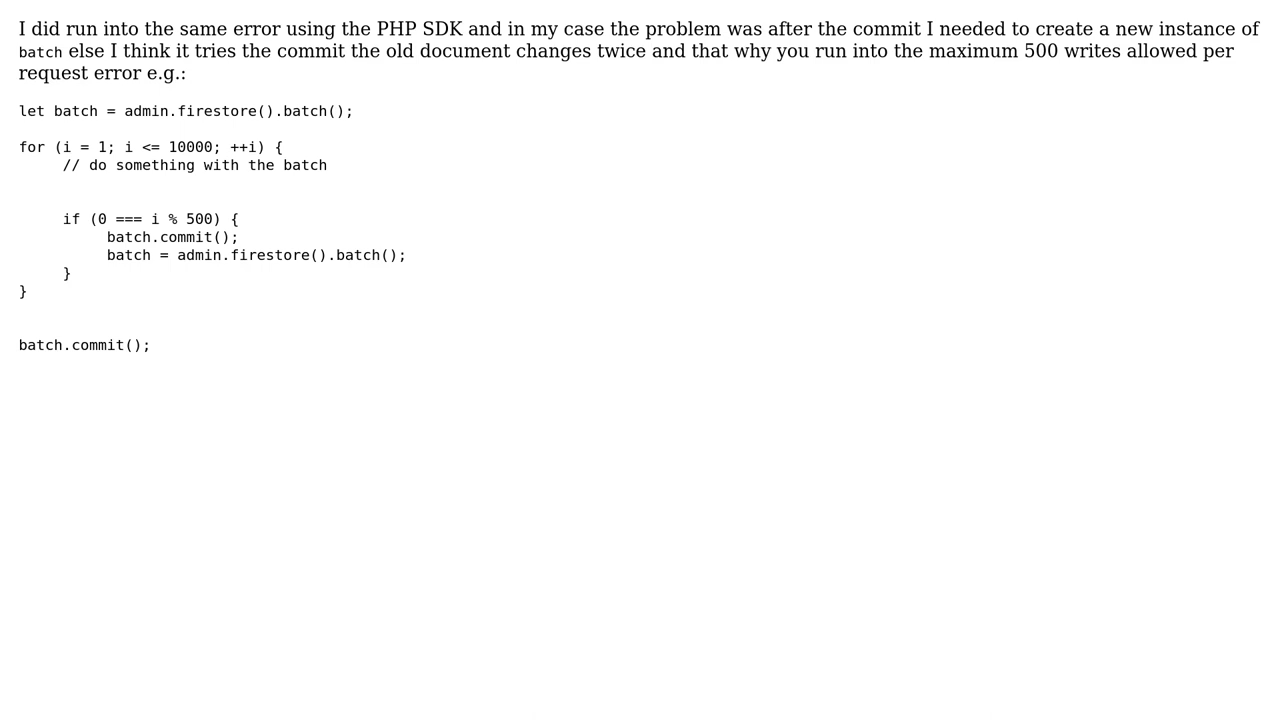 I did run into the same error using the PHP SDK and in my case the problem was after the commit I needed to create a new instance of
batch else I think it tries the commit the old document changes twice and that why you run into the maximum 500 writes allowed per
request error e.g.:
let batch = admin.firestore().batch();
for (i = 1; i <= 10000; ++i) {
     // do something with the batch
     if (0 === i % 500) {
          batch.commit();
          batch = admin.firestore().batch();
     }
}
batch.commit();